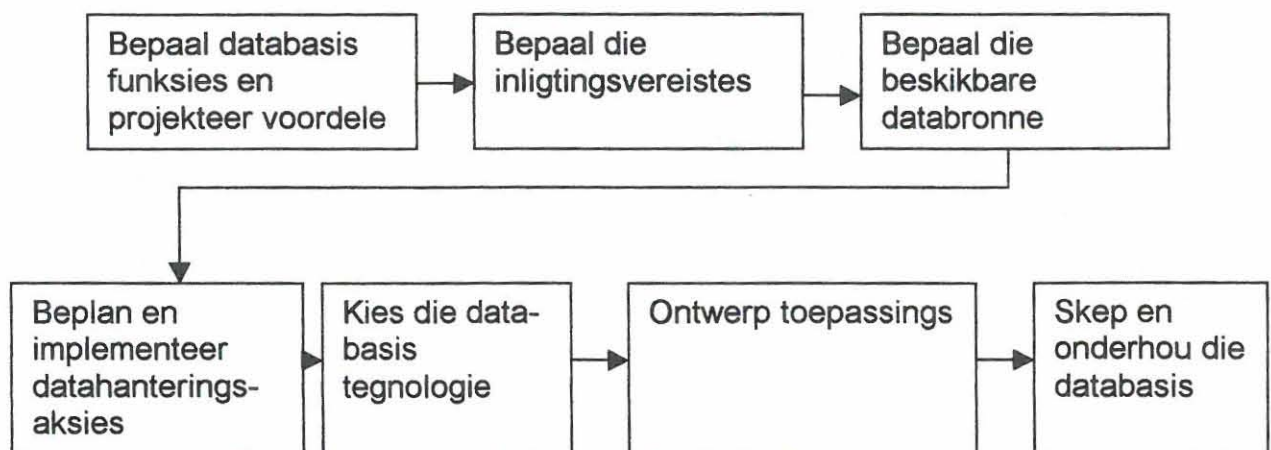 Bepaal databasis
funksies en
projekteer voordele
Bepaal die
inligtingsvereistes
Bepaal die
beskikbare
databronne
Beplan en
implementeer
datahanterings-
aksies
Kies die data-
basis
tegnologie
Ontwerp toepassings
Skep en
onderhou die
databasis